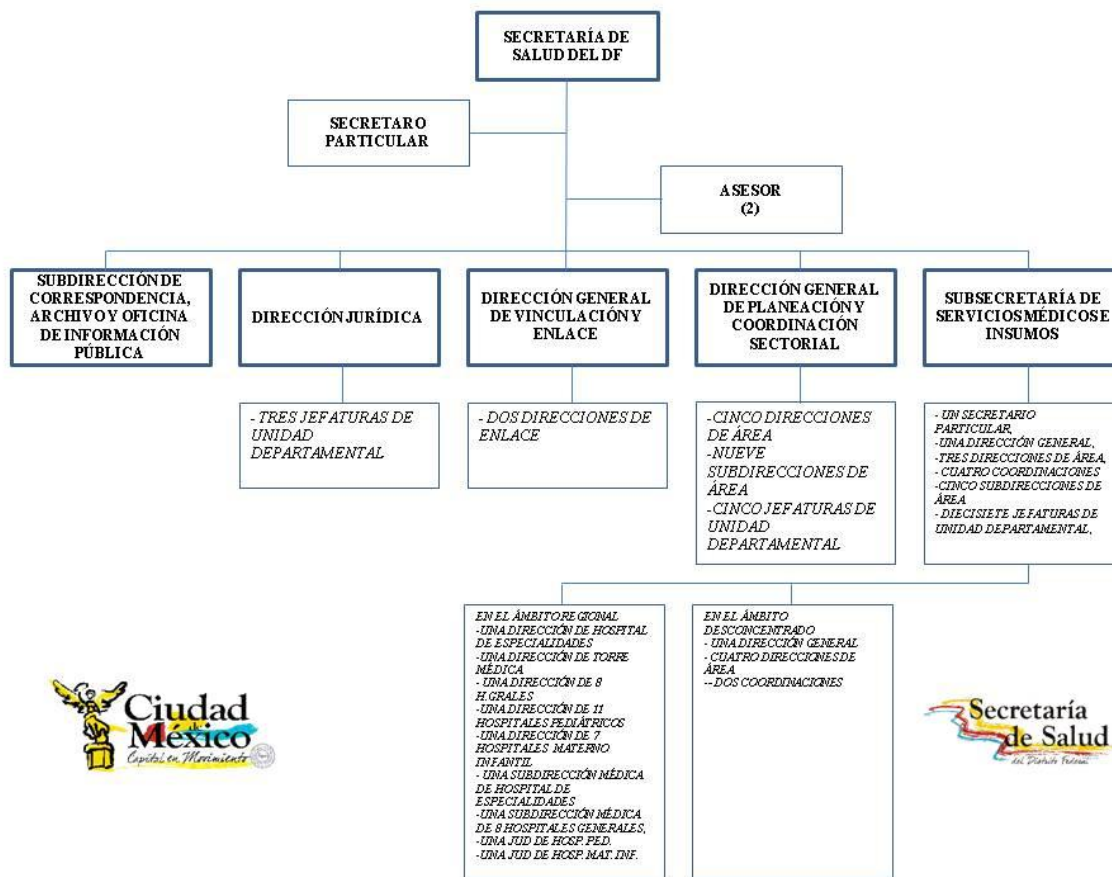 SECRETARÍA DE
SALUD DEL DF
SECRETARO
PARTICULAR
ASESOR
(2)
SUBDIRECCIÓN DE
CORRESPONDENCIA,
ARCHIVO Y OFICINA
DE INFORMACIÓN
PÚBLICA
DIRECCIÓN JURÍDICA
DIRECCIÓN GENERAL
DE VINCULACIÓN Y
ENLACE
DIRECCIÓN GENERAL
DE PLANEACIÓN Y
COORDINACIÓN
SECTORIAL
SUBSECRETARÍA DE
SERVICIOS MÉDICOS E
INSUMOS
- TRES JEFATURAS DE
UNIDAD
DEPARTAMENTAL
- DOS DIRECCIONES DE
ENLACE
-CINCO DIRECCIONES
DE ÁREA
-NUEVE
SUBDIRECCIONES DE
ÁREA
-CINCO JEFATURAS DE
UNIDAD
DEPARTAMENTAL
- UN SECRETARIO
PARTICULAR,
-UNA DIRECCIÓN GENERAL,
-TRES DIRECCIONES DE ÁREA,
- CUATRO COORDINACIONES
-CINCO SUBDIRECCIONES DE
ÁREA
- DIECISIETE JEFATURAS DE
UNIDAD DEPARTAMENTAL,
EN EL ÁMBITO REGIONAL
-UNA DIRECCIÓN DE HOSPITAL
DE ESPECIALIDADES
-UNA DIRECCIÓN DE TORRE
MÉDICA
- UNA DIRECCIÓN DE 8
H.GRALES
-UNA DIRECCIÓN DE 11
HOSPITALES PEDIÁTRICOS
-UNA DIRECCIÓN DE 7
HOSPITALES MATERNO
INFANTIL
- UNA SUBDIRECCIÓN MÉDICA
DE HOSPITAL DE
ESPECIALIDADES
-UNA SUBDIRECCIÓN MÉDICA
DE 8 HOSPITALES GENERALES,
-UNA JUD DE HOSP. PED.
-UNA JUD DE HOSP. MAT. INF.
EN EL ÁMBITO
DESCONCENTRADO
- UNA DIRECCIÓN GENERAL
- CUATRO DIRECCIONES DE
ÁREA
-- DOS COORDINACIONES
Ciudad
de
México
Capital en Movimiento
Secretaría
de Salud
del Distrito Federal